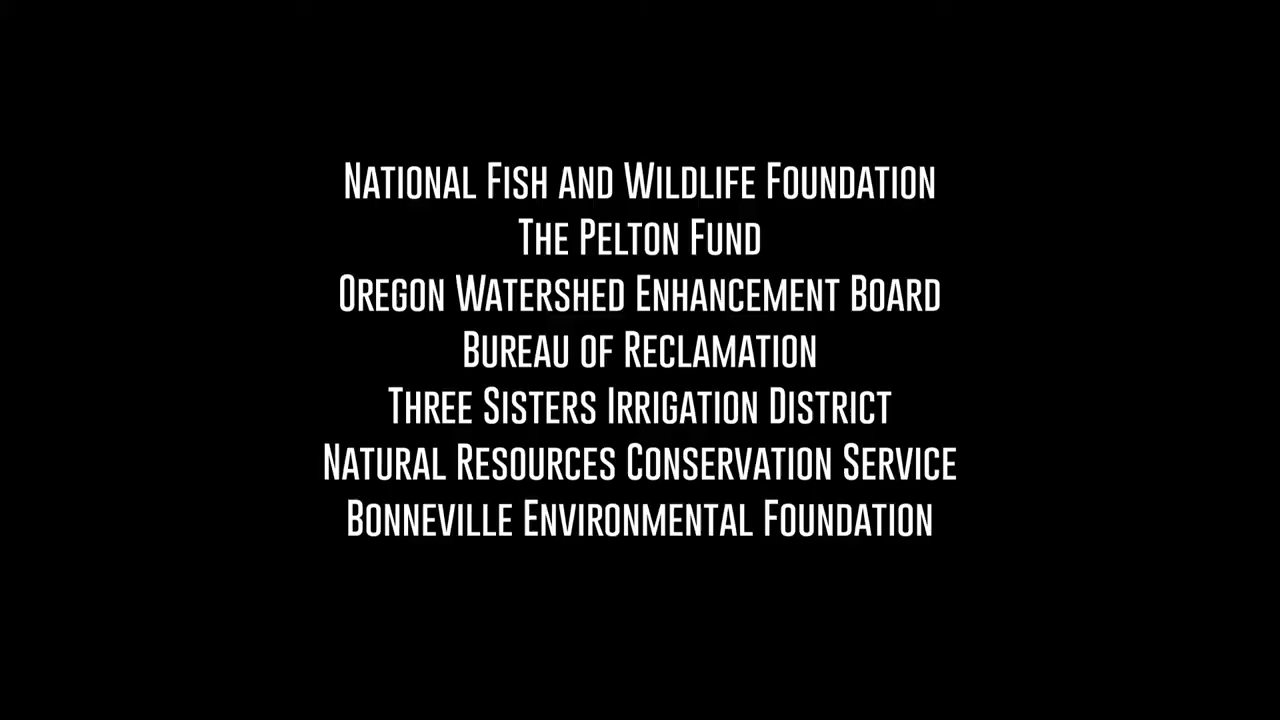 National Fish and Wildlife Foundation
The Pelton Fund
Oregon Watershed Enhancement Board
Bureau of Reclamation
Three Sisters Irrigation District
Natural Resources Conservation Service
Bonneville Environmental Foundation